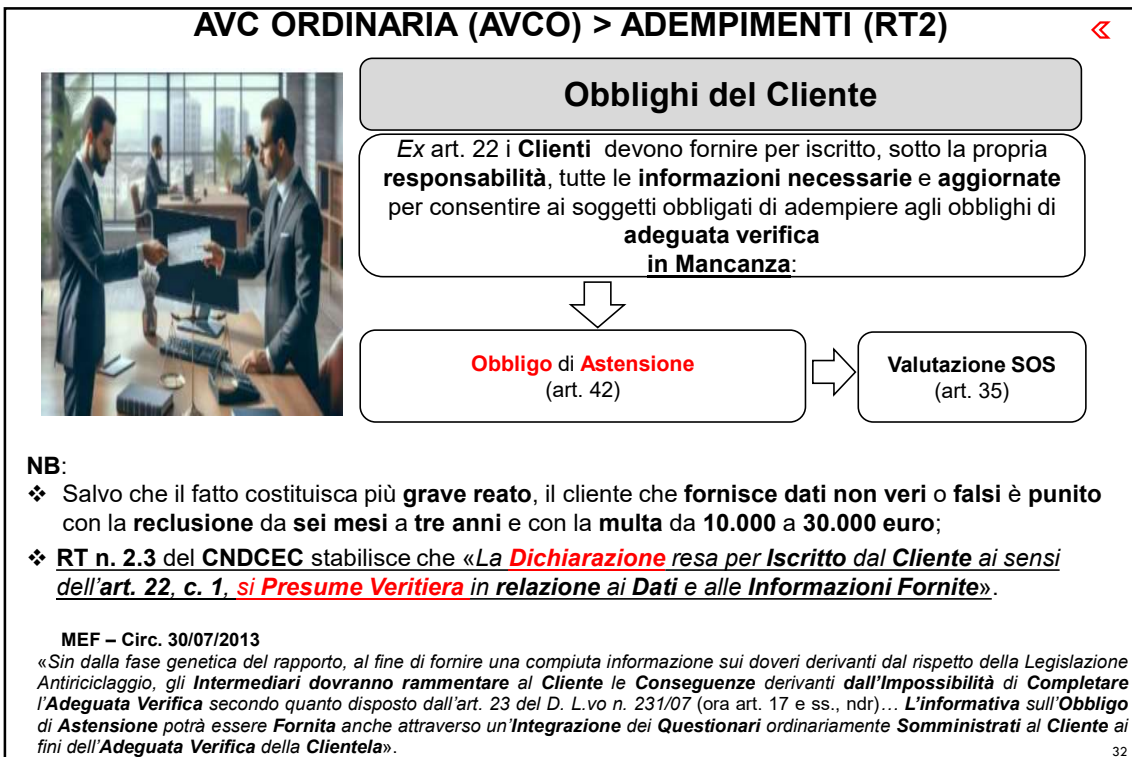 AVC ORDINARIA (AVCO) > ADEMPIMENTI (RT2)
Obblighi del Cliente
Ex art. 22 i Clienti devono fornire per iscritto, sotto la propria
responsabilità, tutte le informazioni necessarie e aggiornate
per consentire ai soggetti obbligati di adempiere agli obblighi di
adeguata verifica
in Mancanza:
Obbligo di Astensione
(art. 42)
Valutazione SOS
(art. 35)
NB:
❖ Salvo che il fatto costituisca più grave reato, il cliente che fornisce dati non veri o falsi è punito
con la reclusione da sei mesi a tre anni e con la multa da 10.000 a 30.000 euro;
❖ RT n. 2.3 del CNDCEC stabilisce che «La Dichiarazione resa per Iscritto dal Cliente ai sensi
dell'art. 22, c. 1, si Presume Veritiera in relazione ai Dati e alle Informazioni Fornite».
MEF – Circ. 30/07/2013
«Sin dalla fase genetica del rapporto, al fine di fornire una compiuta informazione sui doveri derivanti dal rispetto della Legislazione
Antiriciclaggio, gli Intermediari dovranno rammentare al Cliente le Conseguenze derivanti dall'Impossibilità di Completare
l'Adeguata Verifica secondo quanto disposto dall'art. 23 del D. L.vo n. 231/07 (ora art. 17 e ss., ndr)… L'informativa sull'Obbligo
di Astensione potrà essere Fornita anche attraverso un'Integrazione dei Questionari ordinariamente Somministrati al Cliente ai
fini dell'Adeguata Verifica della Clientela».
32